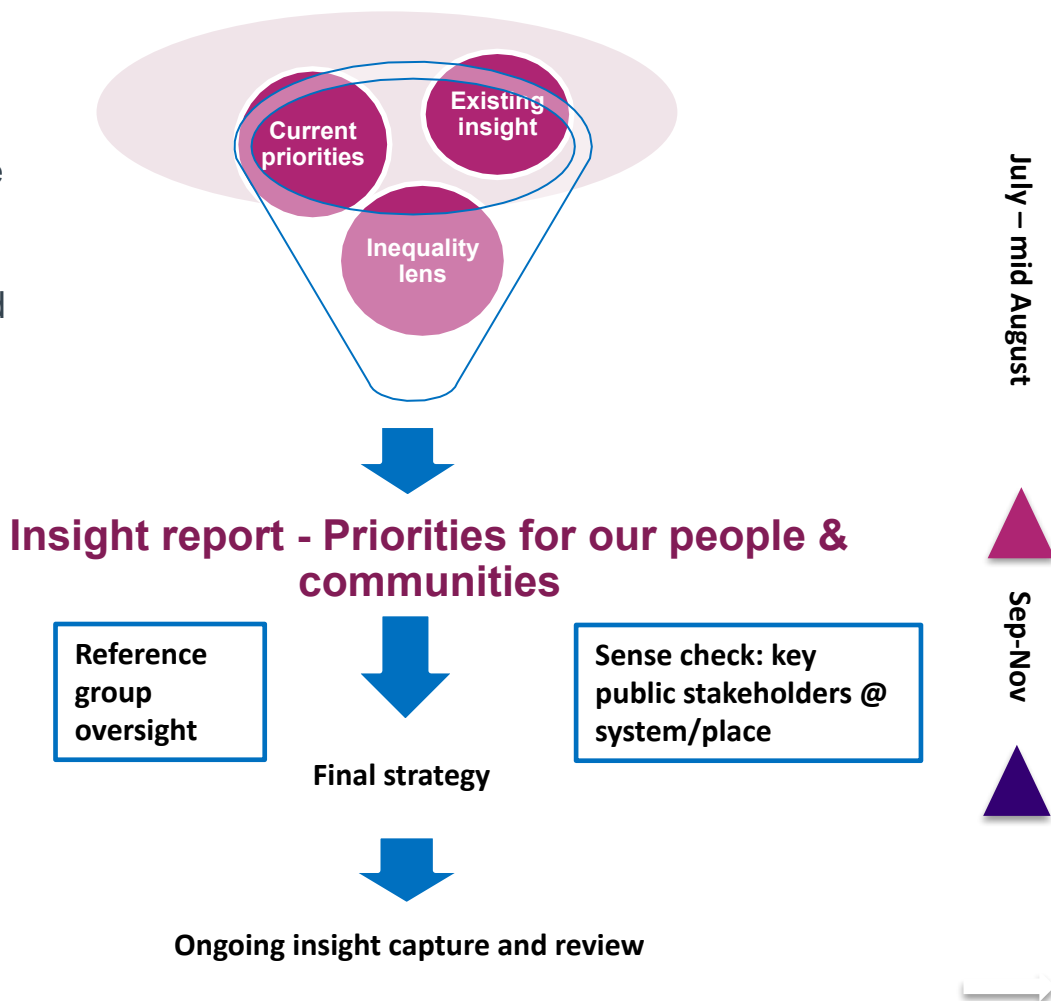 Current
priorities
Existing
insight
Inequality
lens
July – mid August
Insight report - Priorities for our people &
communities
Reference
group
oversight
Sense check: key
public stakeholders @
system/place
Sep-Nov
Final strategy
Ongoing insight capture and review